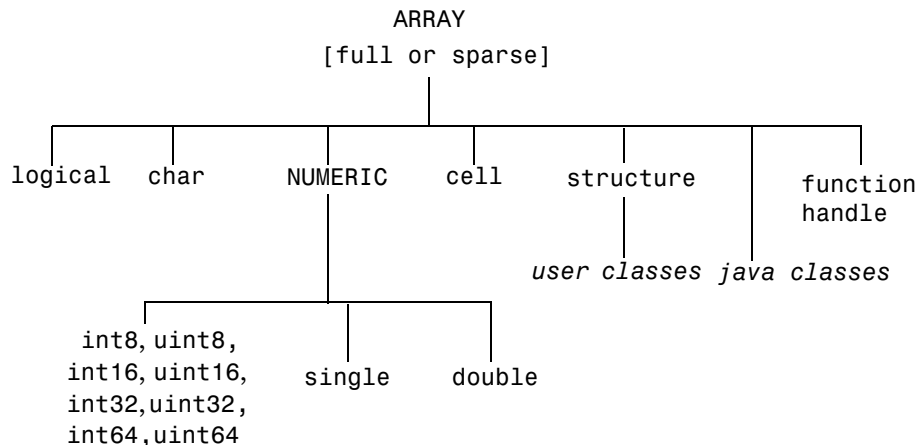 ARRAY
[full or sparse]
logical char NUMERIC cell structure function
handle
user classes java classes
int8, uint8,
int16, uint16,
int32,uint32,
int64,uint64
single double